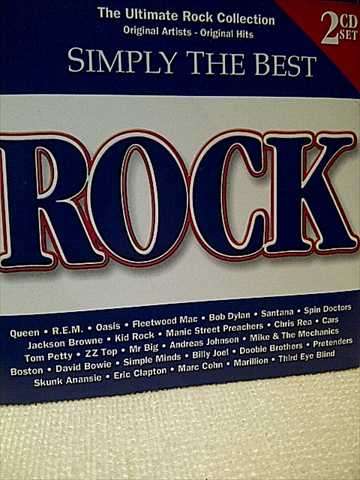 The Ultimate Rock Collection
Original Artists - Original Hits
2 CD SET
SIMPLY THE BEST
ROCK
Queen • R.E.M. • Oasis • Fleetwood Mac • Bob Dylan • Santana • Spin Doctors
Jackson Browne • Kid Rock • Manic Street Preachers • Chris Rea • Cars
Tom Petty • ZZ Top • Mr Big • Andreas Johnson • Mike & The Mechanics
Boston • David Bowie • Simple Minds • Billy Joel • Doobie Brothers • Pretenders
Skunk Anansie • Eric Clapton • Marc Cohn • Marillion • Third Eye Blind